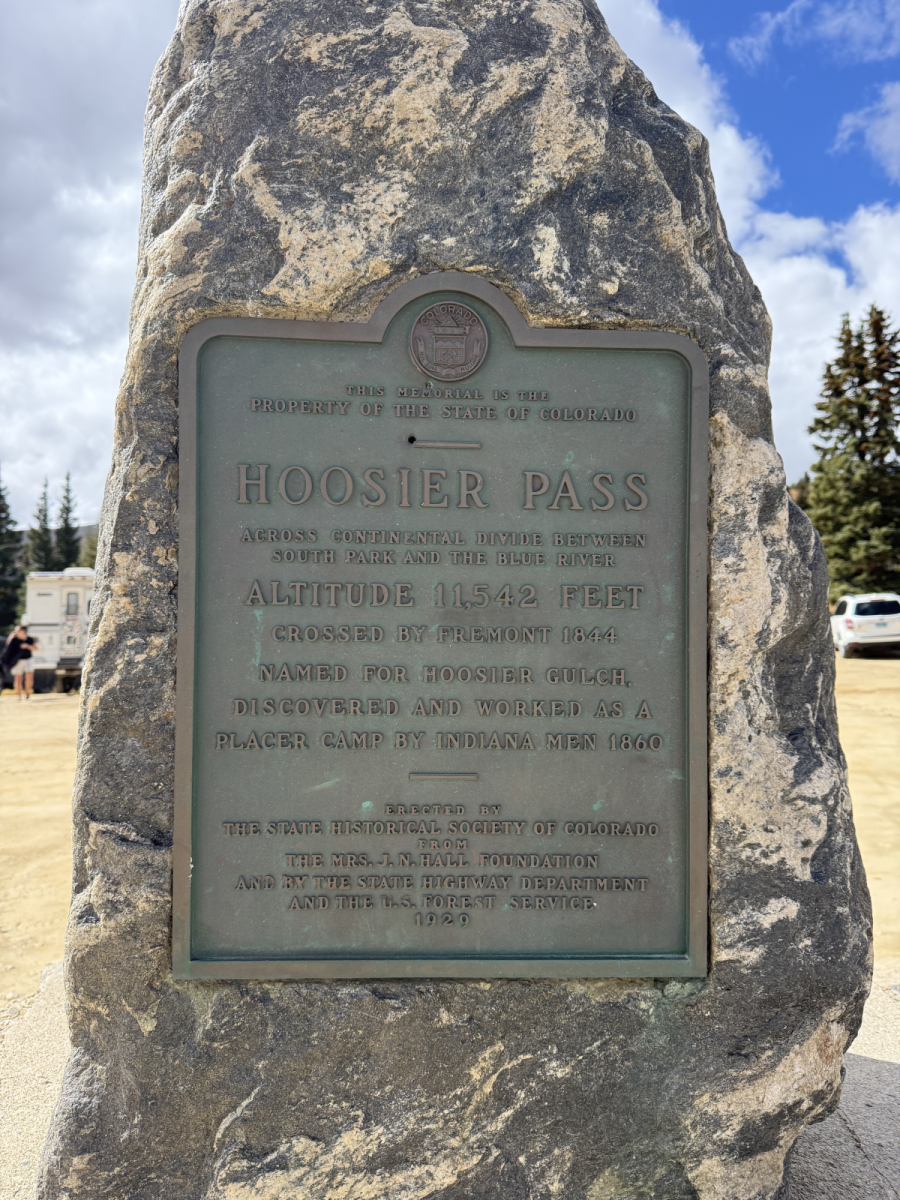 COLORADO
THIS MEMORIAL IS THE
PROPERTY OF THE STATE OF COLORADO
HOOSIER PASS
ACROSS CONTINENTAL DIVIDE BETWEEN
SOUTH PARK AND THE BLUE RIVER
ALTITUDE 11,542 FEET
CROSSED BY FREMONT 1844
NAMED FOR HOOSIER GULCH,
DISCOVERED AND WORKED AS A
PLACER CAMP BY INDIANA MEN 1860
ERECTED BY
THE STATE HISTORICAL SOCIETY OF COLORADO
FROM
THE MRS. J. N. HALL FOUNDATION
AND BY THE STATE HIGHWAY DEPARTMENT
AND THE U.S. FOREST SERVICE
1929